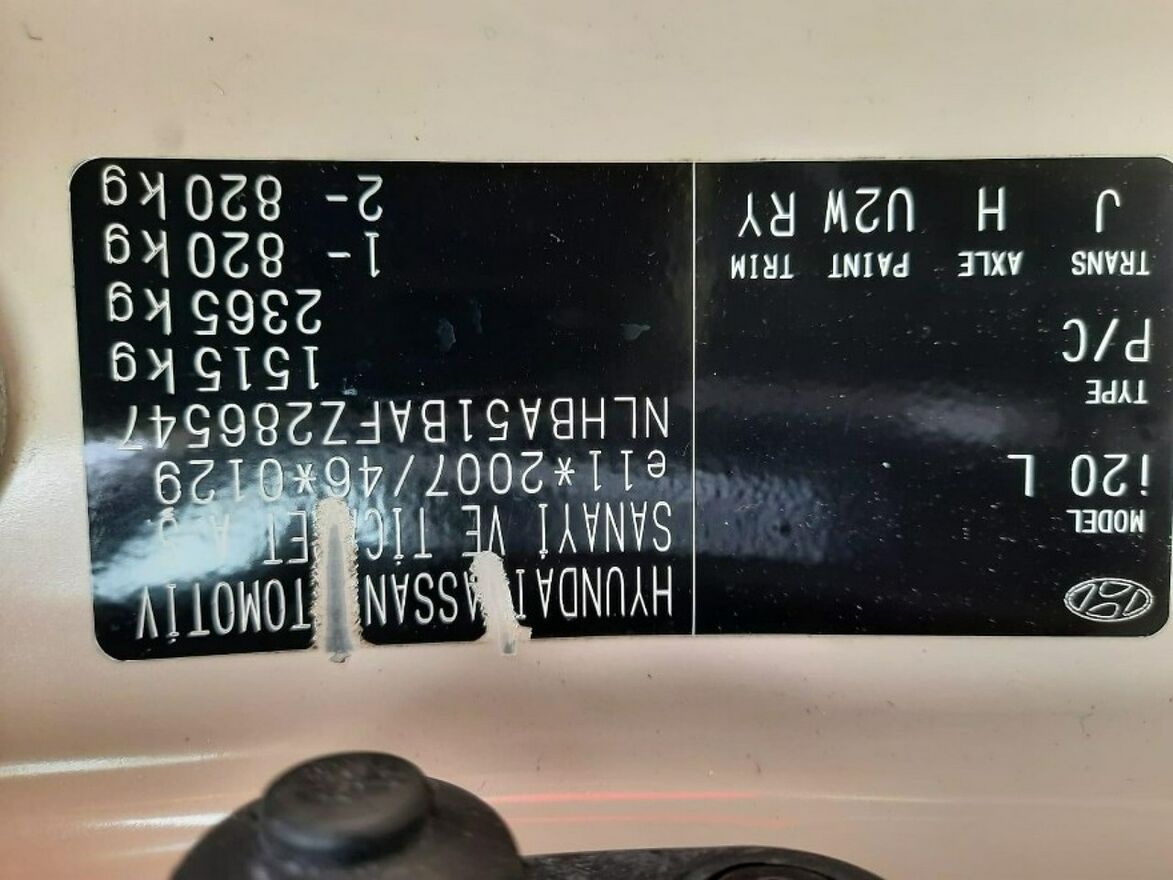 MODEL
i20 L
TYPE
P/C
TRANS AXLE PAINT TRIM
J H U2W RY
HYUNDAI ASSAN TOMOTİV
SANAYİ VE TİC ET A.Ş.
e11*2007/46*0129
NLHBA51BAFZ286547
1515 kg
2365 kg
1- 820 kg
2- 820 kg